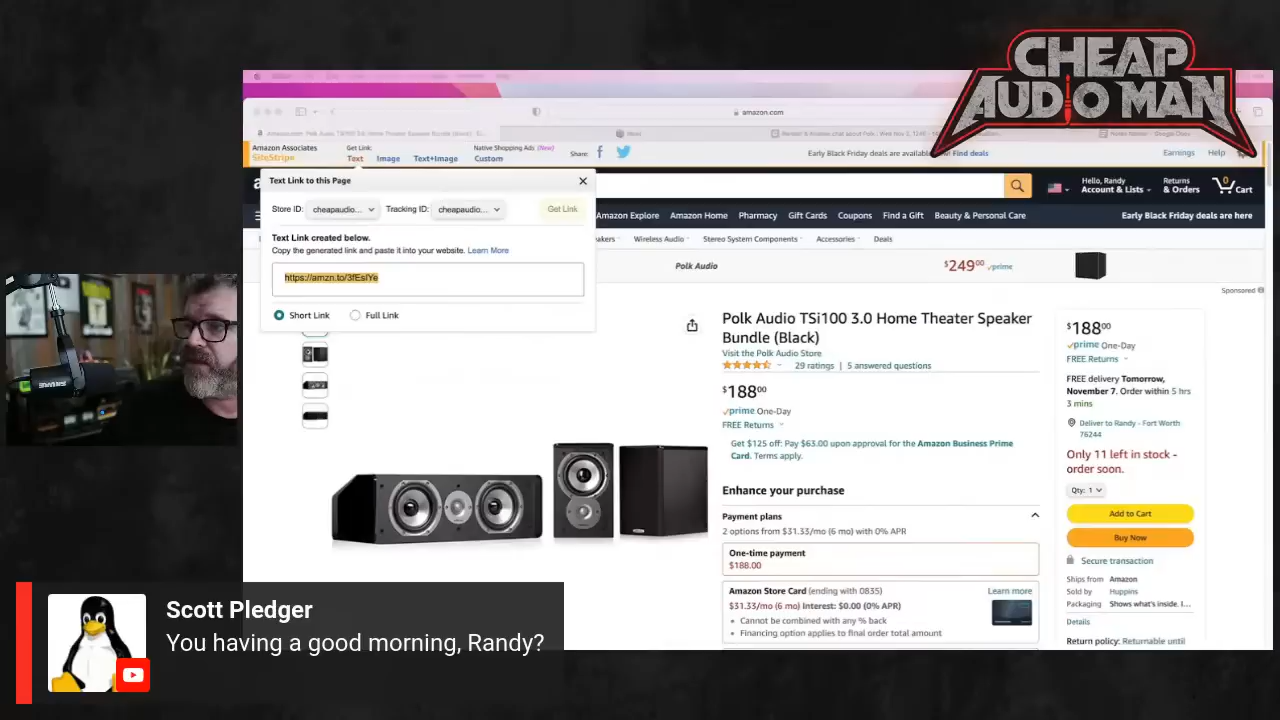 CHEAP
AUDIO MAN
amazon.com
Amazon Associates
SiteStripe
Get Link:
Text Image Text+Image
Native Shopping Ads (New)
Custom
Share:
Early Black Friday deals are available. Find deals
Earnings Help
Text Link to this Page
Store ID: cheapaudio... Tracking ID: cheapaudio... Get Link
Text Link created below.
Copy the generated link and paste it into your website. Learn More
Short Link Full Link
Hello, Randy
Account & Lists
Returns
& Orders
0
Cart
Amazon Explore Amazon Home Pharmacy Gift Cards Coupons Find a Gift Beauty & Personal Care
Early Black Friday deals are here
Wireless Audio Stereo System Components Accessories Deals
Polk Audio
$249.00 prime
Sponsored
Polk Audio TSi100 3.0 Home Theater Speaker
Bundle (Black)
Visit the Polk Audio Store
29 ratings | 5 answered questions
$188.00
prime One-Day
FREE Returns
Get $125 off: Pay $63.00 upon approval for the Amazon Business Prime
Card. Terms apply.
Enhance your purchase
Payment plans
2 options from $31.33/mo (6 mo) with 0% APR
One-time payment
$188.00
Amazon Store Card (ending with 0835)
Learn more
$31.33/mo (6 mo) Interest: $0.00 (0% APR)
• Cannot be combined with any % back
• Financing option applies to final order total amount
$188.00
prime One-Day
FREE Returns
FREE delivery Tomorrow,
November 7. Order within 5 hrs
3 mins
Deliver to Randy - Fort Worth
76244
Only 11 left in stock -
order soon.
Qty: 1
Add to Cart
Buy Now
Secure transaction
Ships from Amazon
Sold by Huppins
Packaging Shows what's inside. I...
Details
Return policy: Returnable until
Scott Pledger
You having a good morning, Randy?